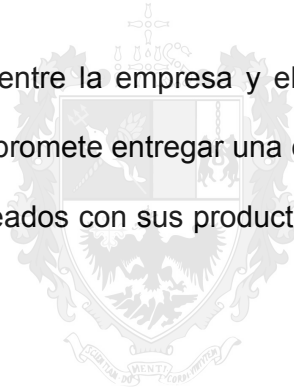 entre la empresa y el
promete entregar una
eados con sus product